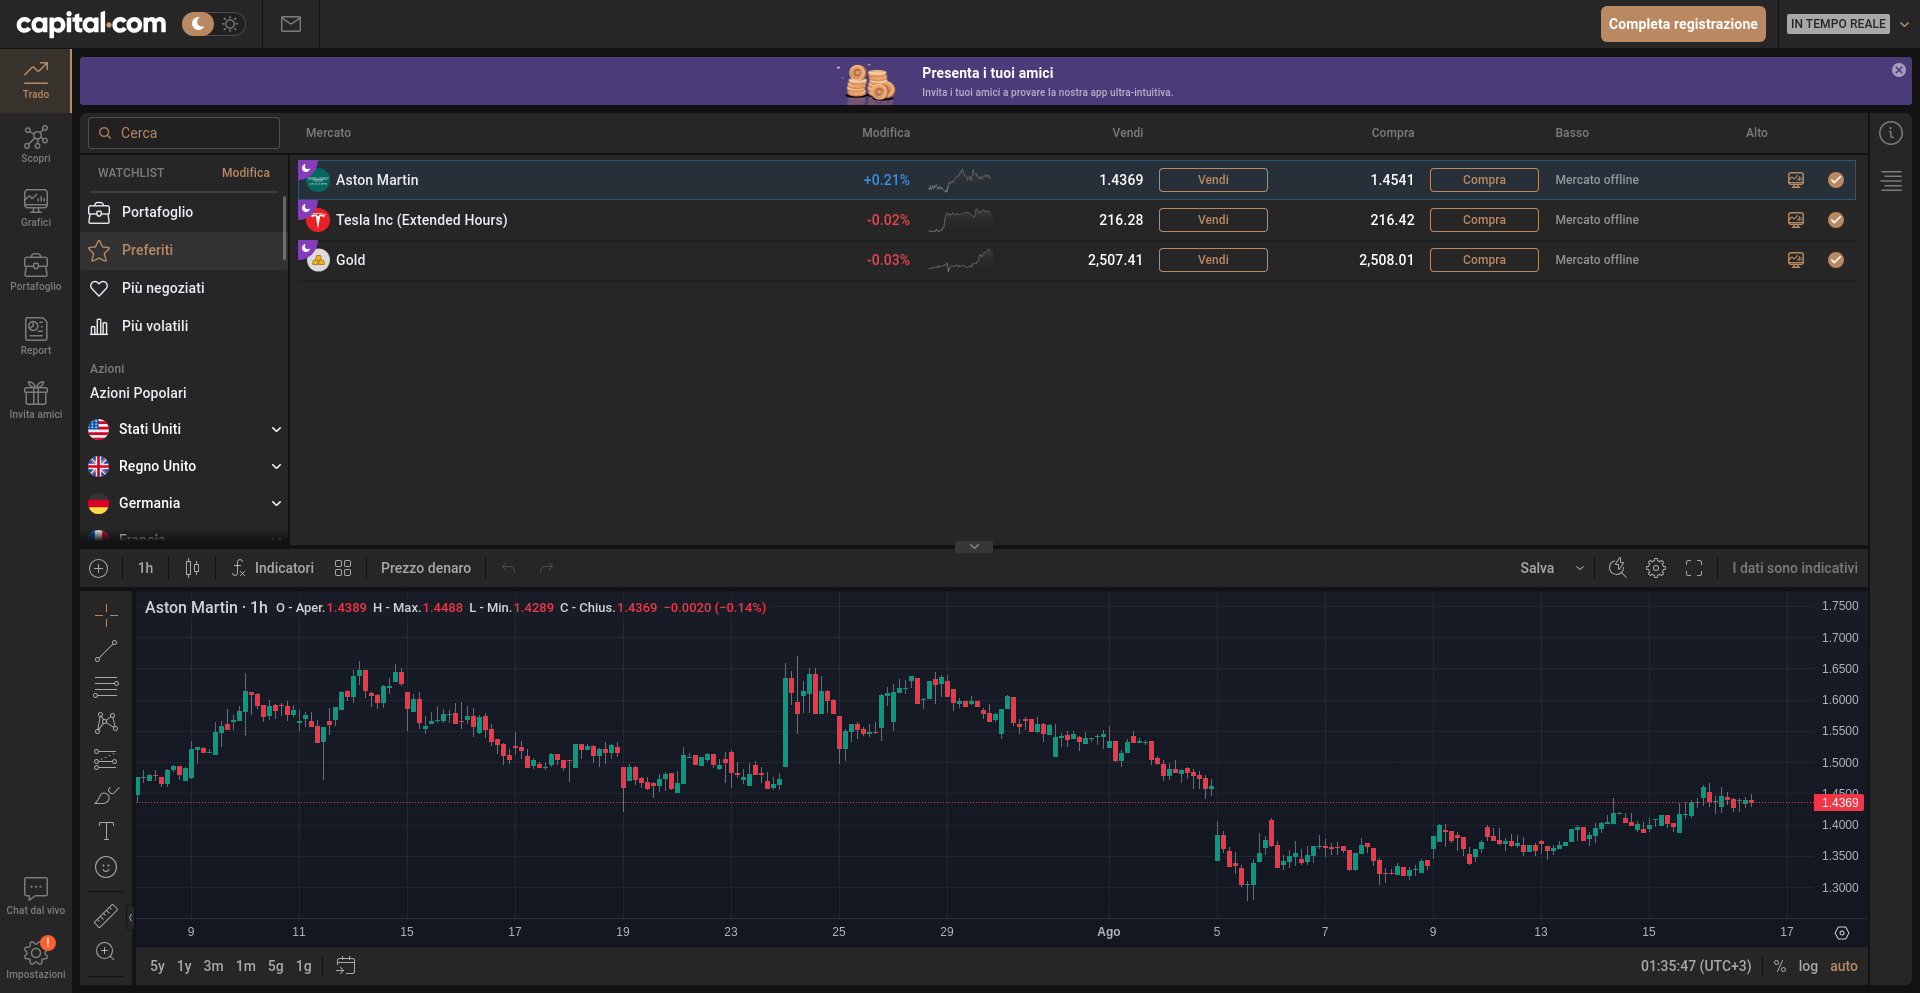 capital.com
Completa registrazione
IN TEMPO REALE
Presenta i tuoi amici
Invita i tuoi amici a provare la nostra app ultra-intuitiva.
Trado
Scopri
Grafici
Portafoglio
Report
Invita amici
Chat dal vivo
Impostazioni
Cerca
WATCHLIST Modifica
Portafoglio
Preferiti
Più negoziati
Più volatili
Azioni
Azioni Popolari
Stati Uniti
Regno Unito
Germania
Francia
Mercato Modifica Vendi Compra Basso Alto
Aston Martin +0.21% 1.4369 Vendi 1.4541 Compra Mercato offline
Tesla Inc (Extended Hours) -0.02% 216.28 Vendi 216.42 Compra Mercato offline
Gold -0.03% 2,507.41 Vendi 2,508.01 Compra Mercato offline
1h Indicatori Prezzo denaro Salva I dati sono indicativi
Aston Martin · 1h O - Aper.1.4389 H - Max.1.4488 L - Min.1.4289 C - Chius.1.4369 −0.0020 (−0.14%)
1.7500
1.7000
1.6500
1.6000
1.5500
1.5000
1.4500
1.4369
1.4000
1.3500
1.3000
9 11 15 17 19 23 25 29 Ago 5 7 9 13 15 17
5y 1y 3m 1m 5g 1g 01:35:47 (UTC+3) % log auto